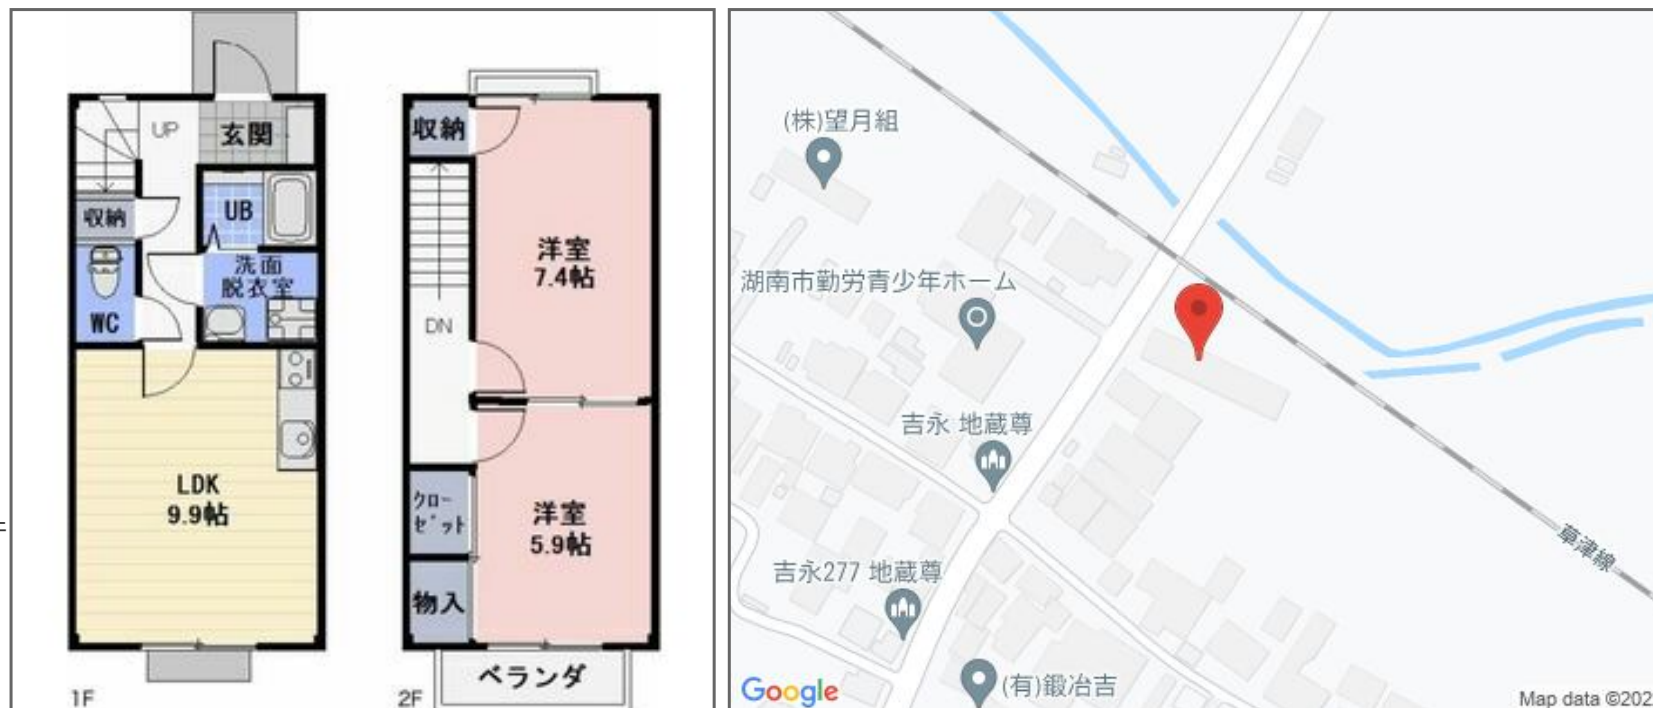 UP
玄関
収納
UB
洗面
脱衣室
WC
LDK
9.9帖
1F
収納
洋室
7.4帖
DN
クロー
ゼット
洋室
5.9帖
物入
ベランダ
2F
(株)望月組
湖南市勤労青少年ホーム
吉永 地蔵尊
草津線
吉永277 地蔵尊
(有)鍛冶吉
Google
Map data ©202